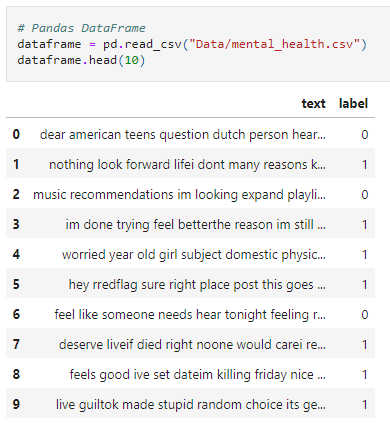 # Pandas DataFrame
dataframe = pd.read_csv("Data/mental_health.csv")
dataframe.head(10)
text label
0 dear american teens question dutch person hear... 0
1 nothing look forward lifei dont many reasons k... 1
2 music recommendations im looking expand playli... 0
3 im done trying feel betterthe reason im still ... 1
4 worried year old girl subject domestic physic... 1
5 hey rredflag sure right place post this goes ... 1
6 feel like someone needs hear tonight feeling r... 0
7 deserve liveif died right noone would carei re... 1
8 feels good ive set dateim killing friday nice ... 1
9 live guiltok made stupid random choice its ge... 1